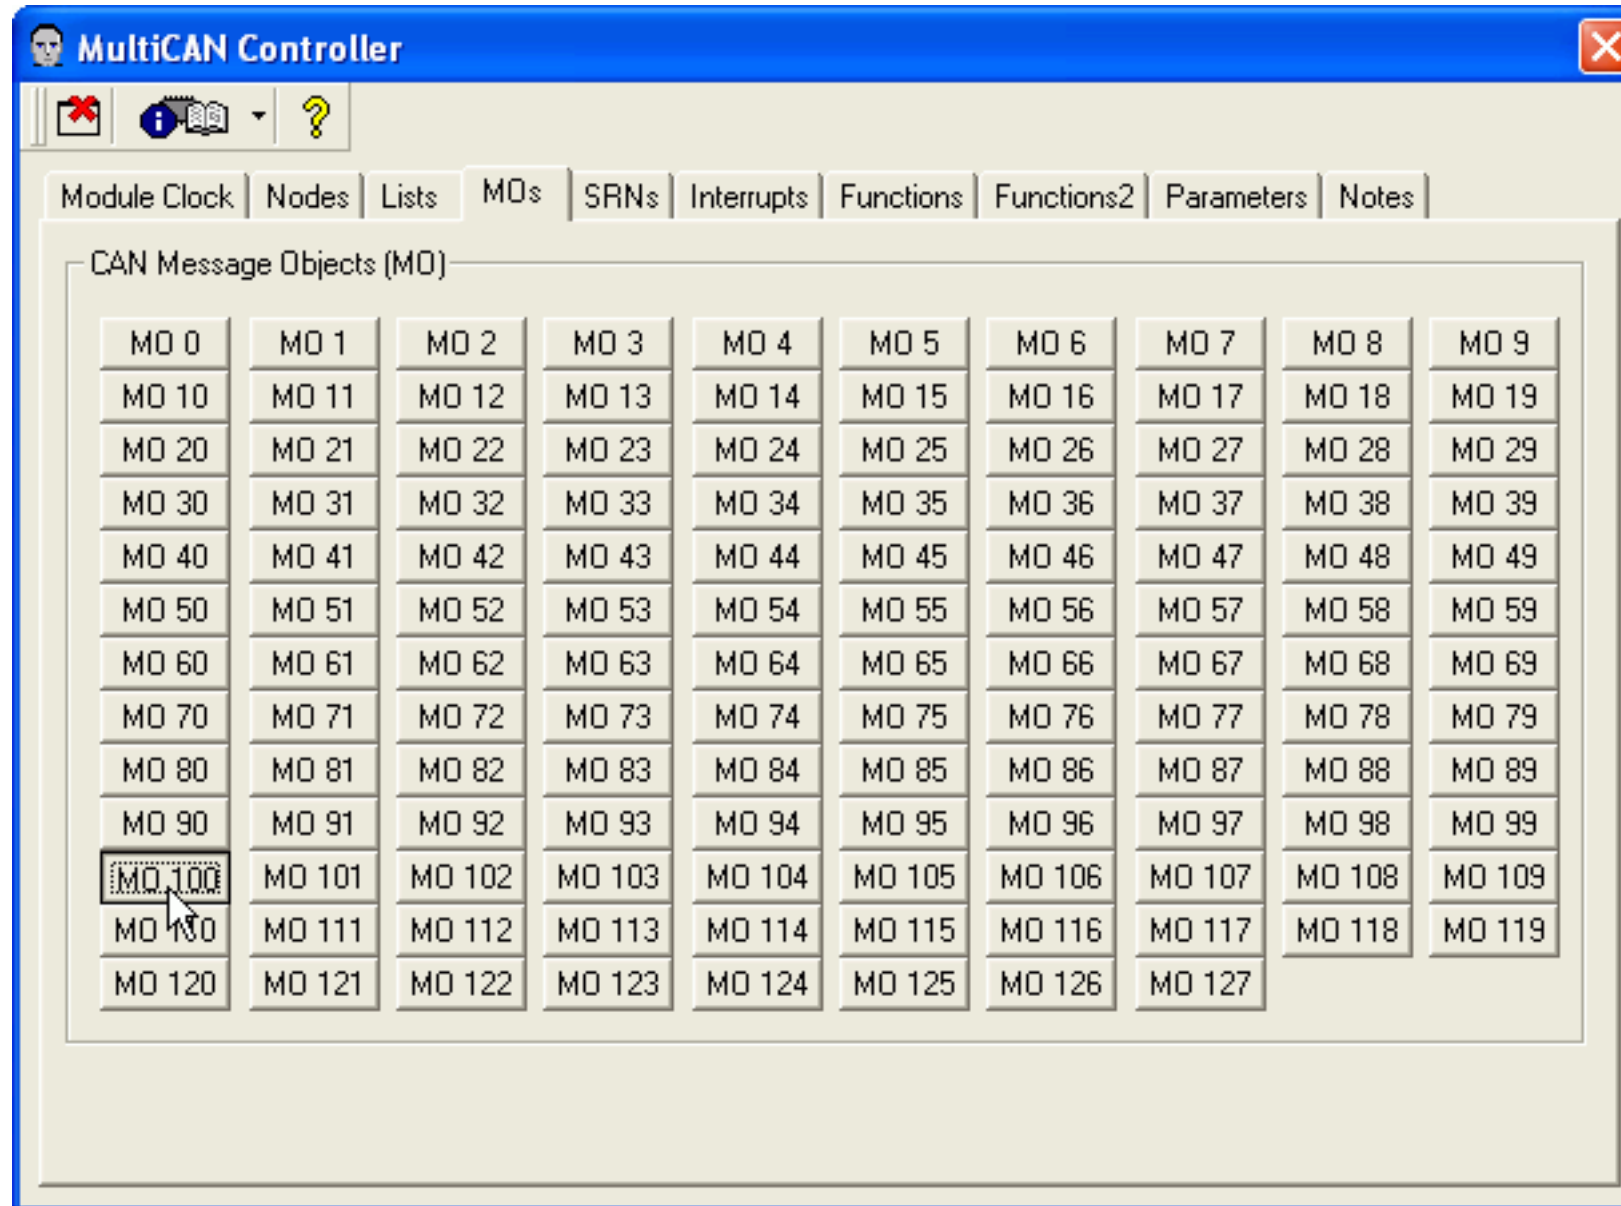 MultiCAN Controller
Module Clock Nodes Lists MOs SRNs Interrupts Functions Functions2 Parameters Notes
CAN Message Objects (MO)
MO 0 MO 1 MO 2 MO 3 MO 4 MO 5 MO 6 MO 7 MO 8 MO 9
MO 10 MO 11 MO 12 MO 13 MO 14 MO 15 MO 16 MO 17 MO 18 MO 19
MO 20 MO 21 MO 22 MO 23 MO 24 MO 25 MO 26 MO 27 MO 28 MO 29
MO 30 MO 31 MO 32 MO 33 MO 34 MO 35 MO 36 MO 37 MO 38 MO 39
MO 40 MO 41 MO 42 MO 43 MO 44 MO 45 MO 46 MO 47 MO 48 MO 49
MO 50 MO 51 MO 52 MO 53 MO 54 MO 55 MO 56 MO 57 MO 58 MO 59
MO 60 MO 61 MO 62 MO 63 MO 64 MO 65 MO 66 MO 67 MO 68 MO 69
MO 70 MO 71 MO 72 MO 73 MO 74 MO 75 MO 76 MO 77 MO 78 MO 79
MO 80 MO 81 MO 82 MO 83 MO 84 MO 85 MO 86 MO 87 MO 88 MO 89
MO 90 MO 91 MO 92 MO 93 MO 94 MO 95 MO 96 MO 97 MO 98 MO 99
MO 100 MO 101 MO 102 MO 103 MO 104 MO 105 MO 106 MO 107 MO 108 MO 109
MO 110 MO 111 MO 112 MO 113 MO 114 MO 115 MO 116 MO 117 MO 118 MO 119
MO 120 MO 121 MO 122 MO 123 MO 124 MO 125 MO 126 MO 127